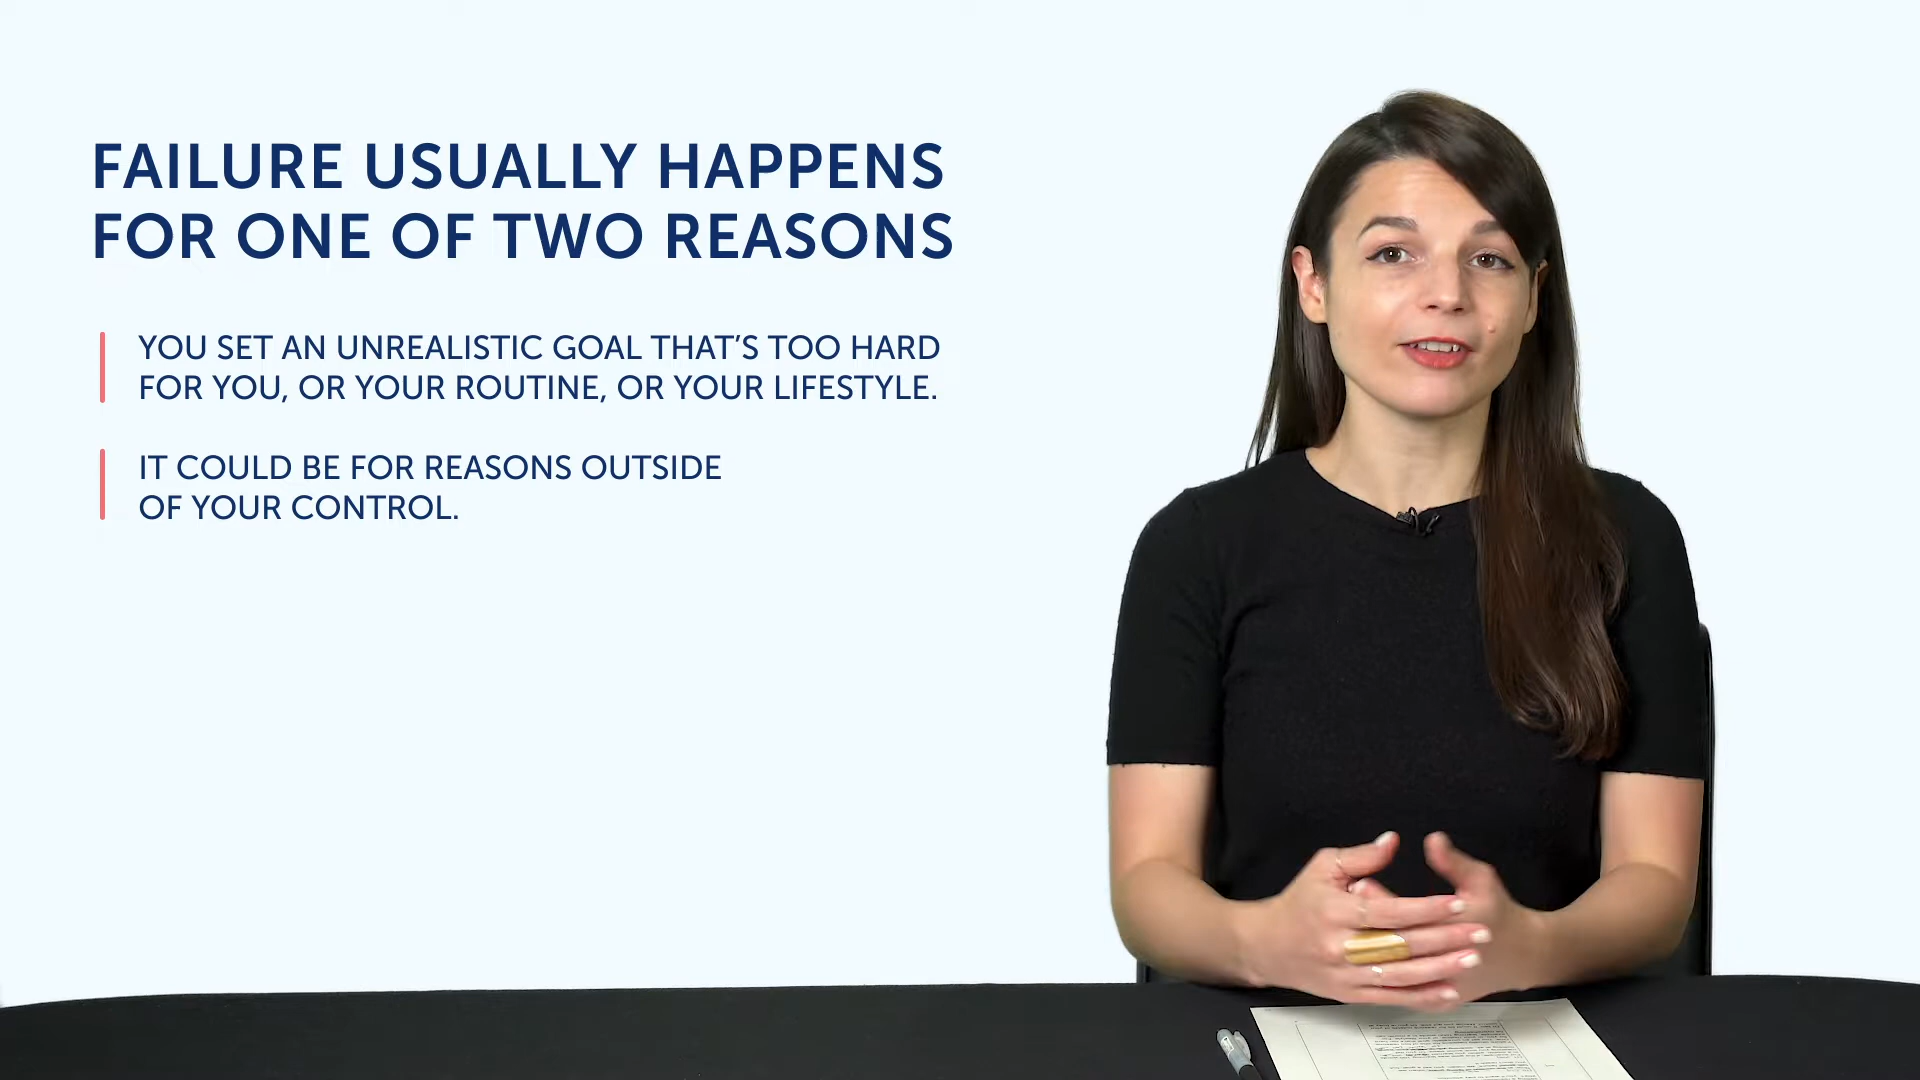 FAILURE USUALLY HAPPENS
FOR ONE OF TWO REASONS
YOU SET AN UNREALISTIC GOAL THAT’S TOO HARD
FOR YOU, OR YOUR ROUTINE, OR YOUR LIFESTYLE.
IT COULD BE FOR REASONS OUTSIDE
OF YOUR CONTROL.